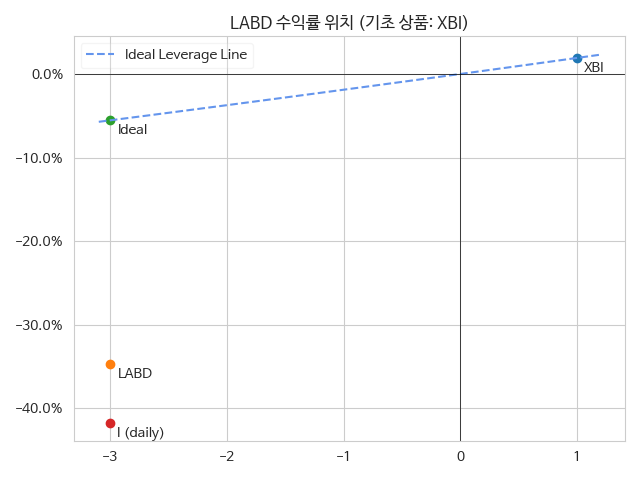 LABD 수익률 위치 (기초 상품: XBI)
Ideal Leverage Line
0.0%
XBI
Ideal
−10.0%
−20.0%
−30.0%
LABD
−40.0%
I (daily)
−3
−2
−1
0
1